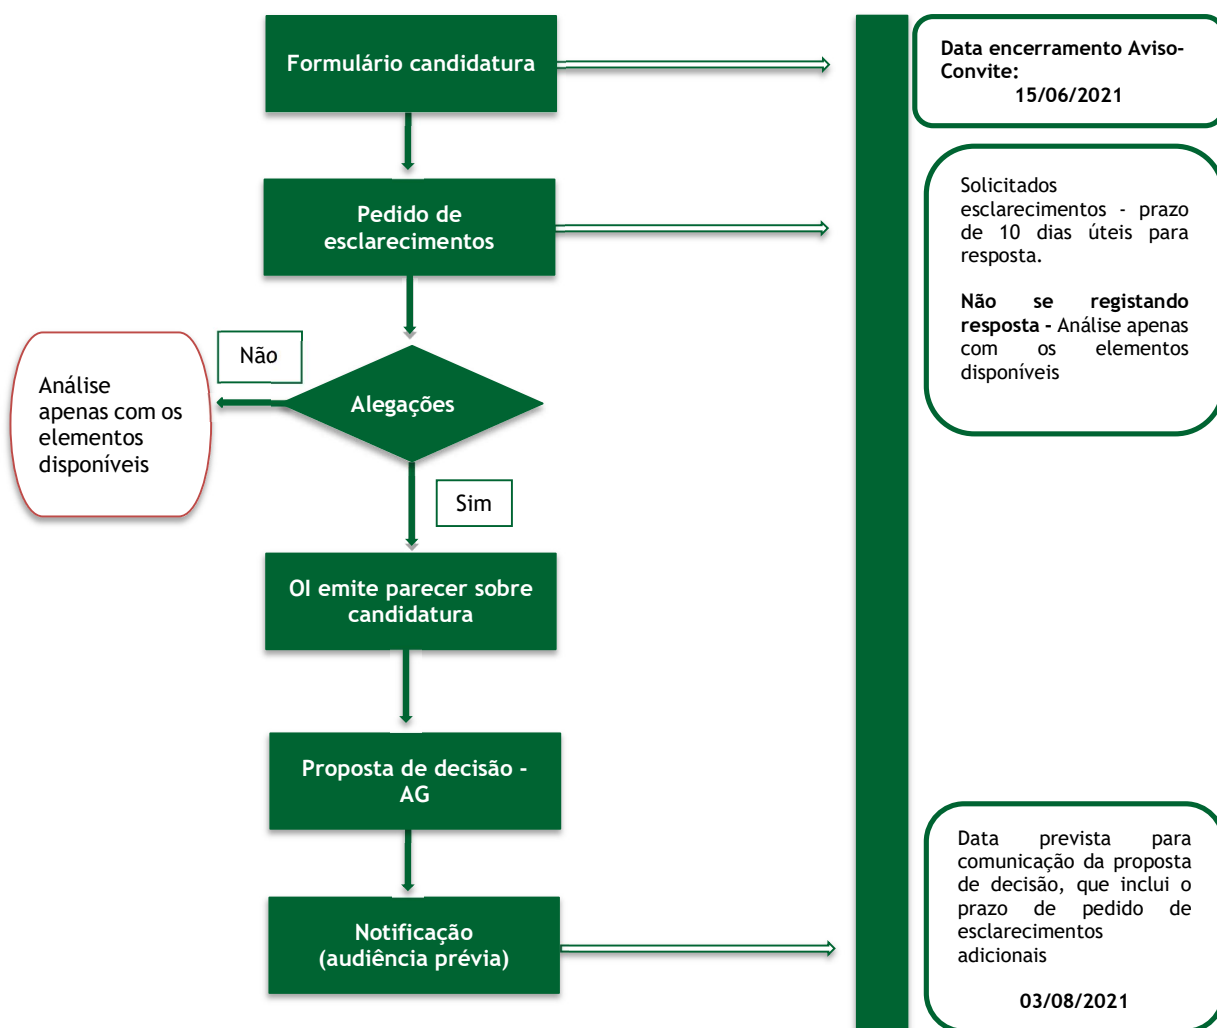 Formulário candidatura
Data encerramento Aviso-
Convite:
15/06/2021
Pedido de
esclarecimentos
Solicitados
esclarecimentos - prazo
de 10 dias úteis para
resposta.
Não se registando
resposta - Análise apenas
com os elementos
disponíveis
Não
Análise
apenas com os
elementos
disponíveis
Alegações
Sim
OI emite parecer sobre
candidatura
Proposta de decisão -
AG
Notificação
(audiência prévia)
Data prevista para
comunicação da proposta
de decisão, que inclui o
prazo de pedido de
esclarecimentos
adicionais
03/08/2021